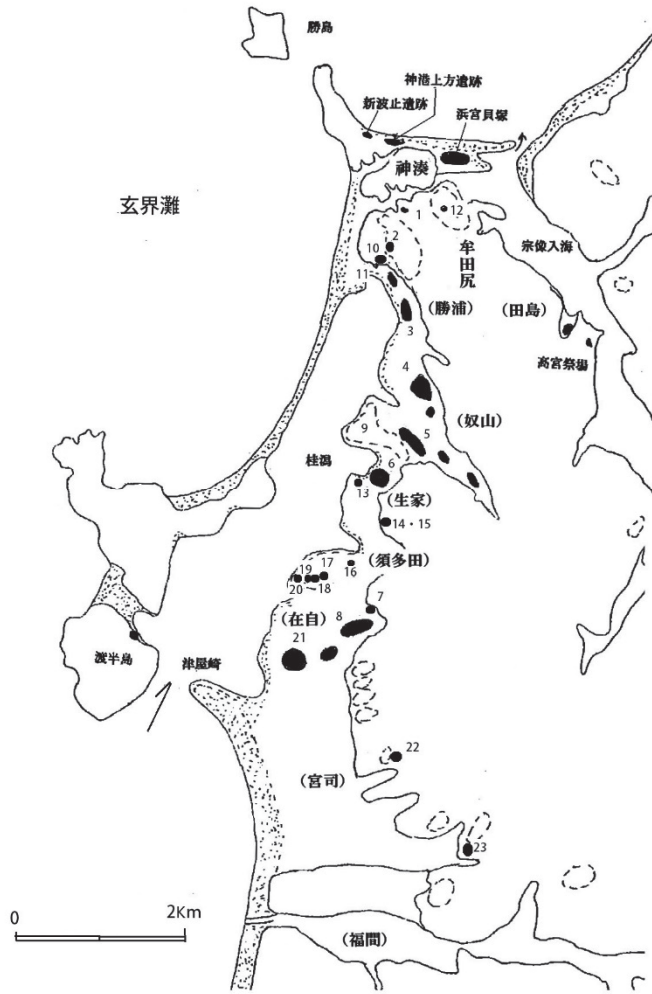 勝島
神湊上方遺跡
新波止遺跡
浜宮貝塚
神湊
玄界灘
1
12
2
牟田尻
宗像入海
10
11
(勝浦)
(田島)
3
高宮祭場
4
(奴山)
5
9
桂潟
6
13
(生家)
14・15
(須多田)
17
16
19
20 — 18
7
(在自)
8
21
渡半島
津屋崎
22
(宮司)
23
0
2Km
(福間)